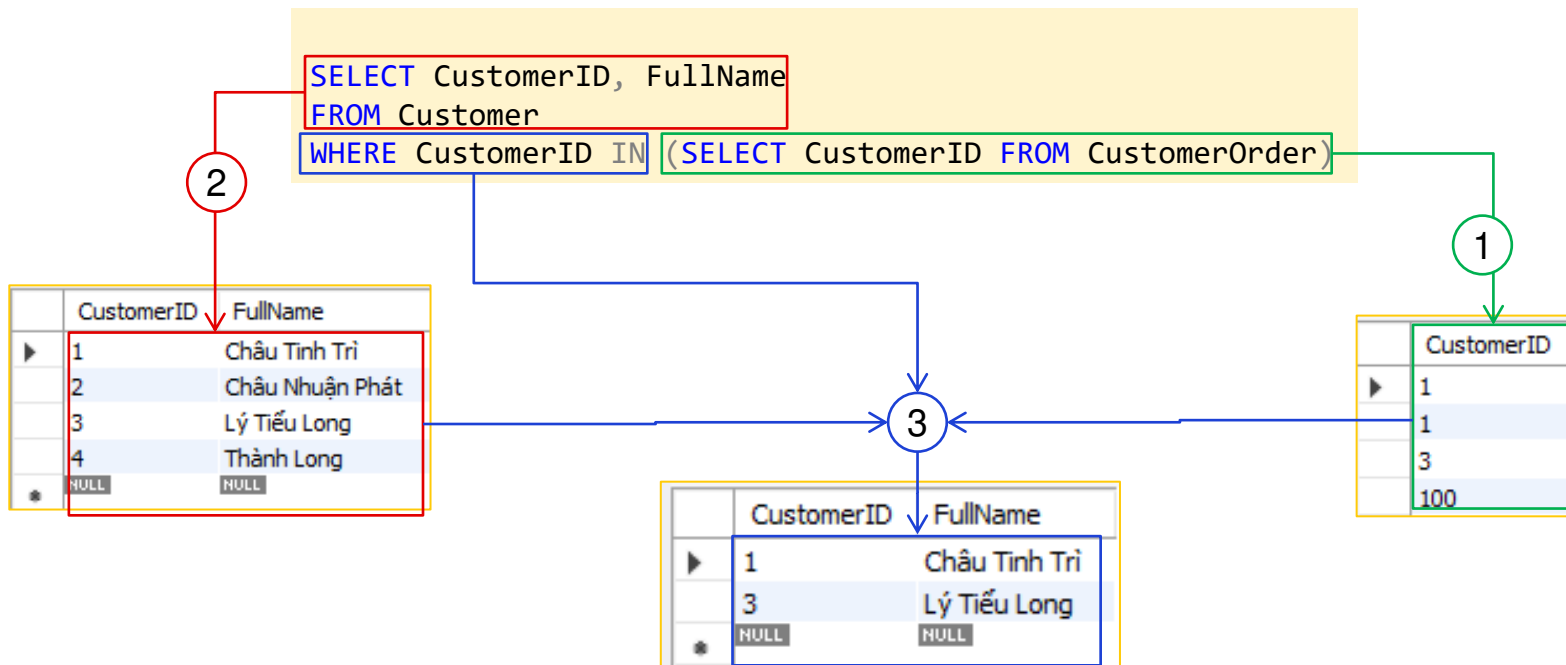 SELECT CustomerID, FullName
FROM Customer
WHERE CustomerID IN (SELECT CustomerID FROM CustomerOrder)
2
1
CustomerID FullName
1 Châu Tinh Trì
2 Châu Nhuận Phát
3 Lý Tiểu Long
4 Thành Long
NULL NULL
3
CustomerID
1
1
3
100
CustomerID FullName
1 Châu Tinh Trì
3 Lý Tiểu Long
NULL NULL